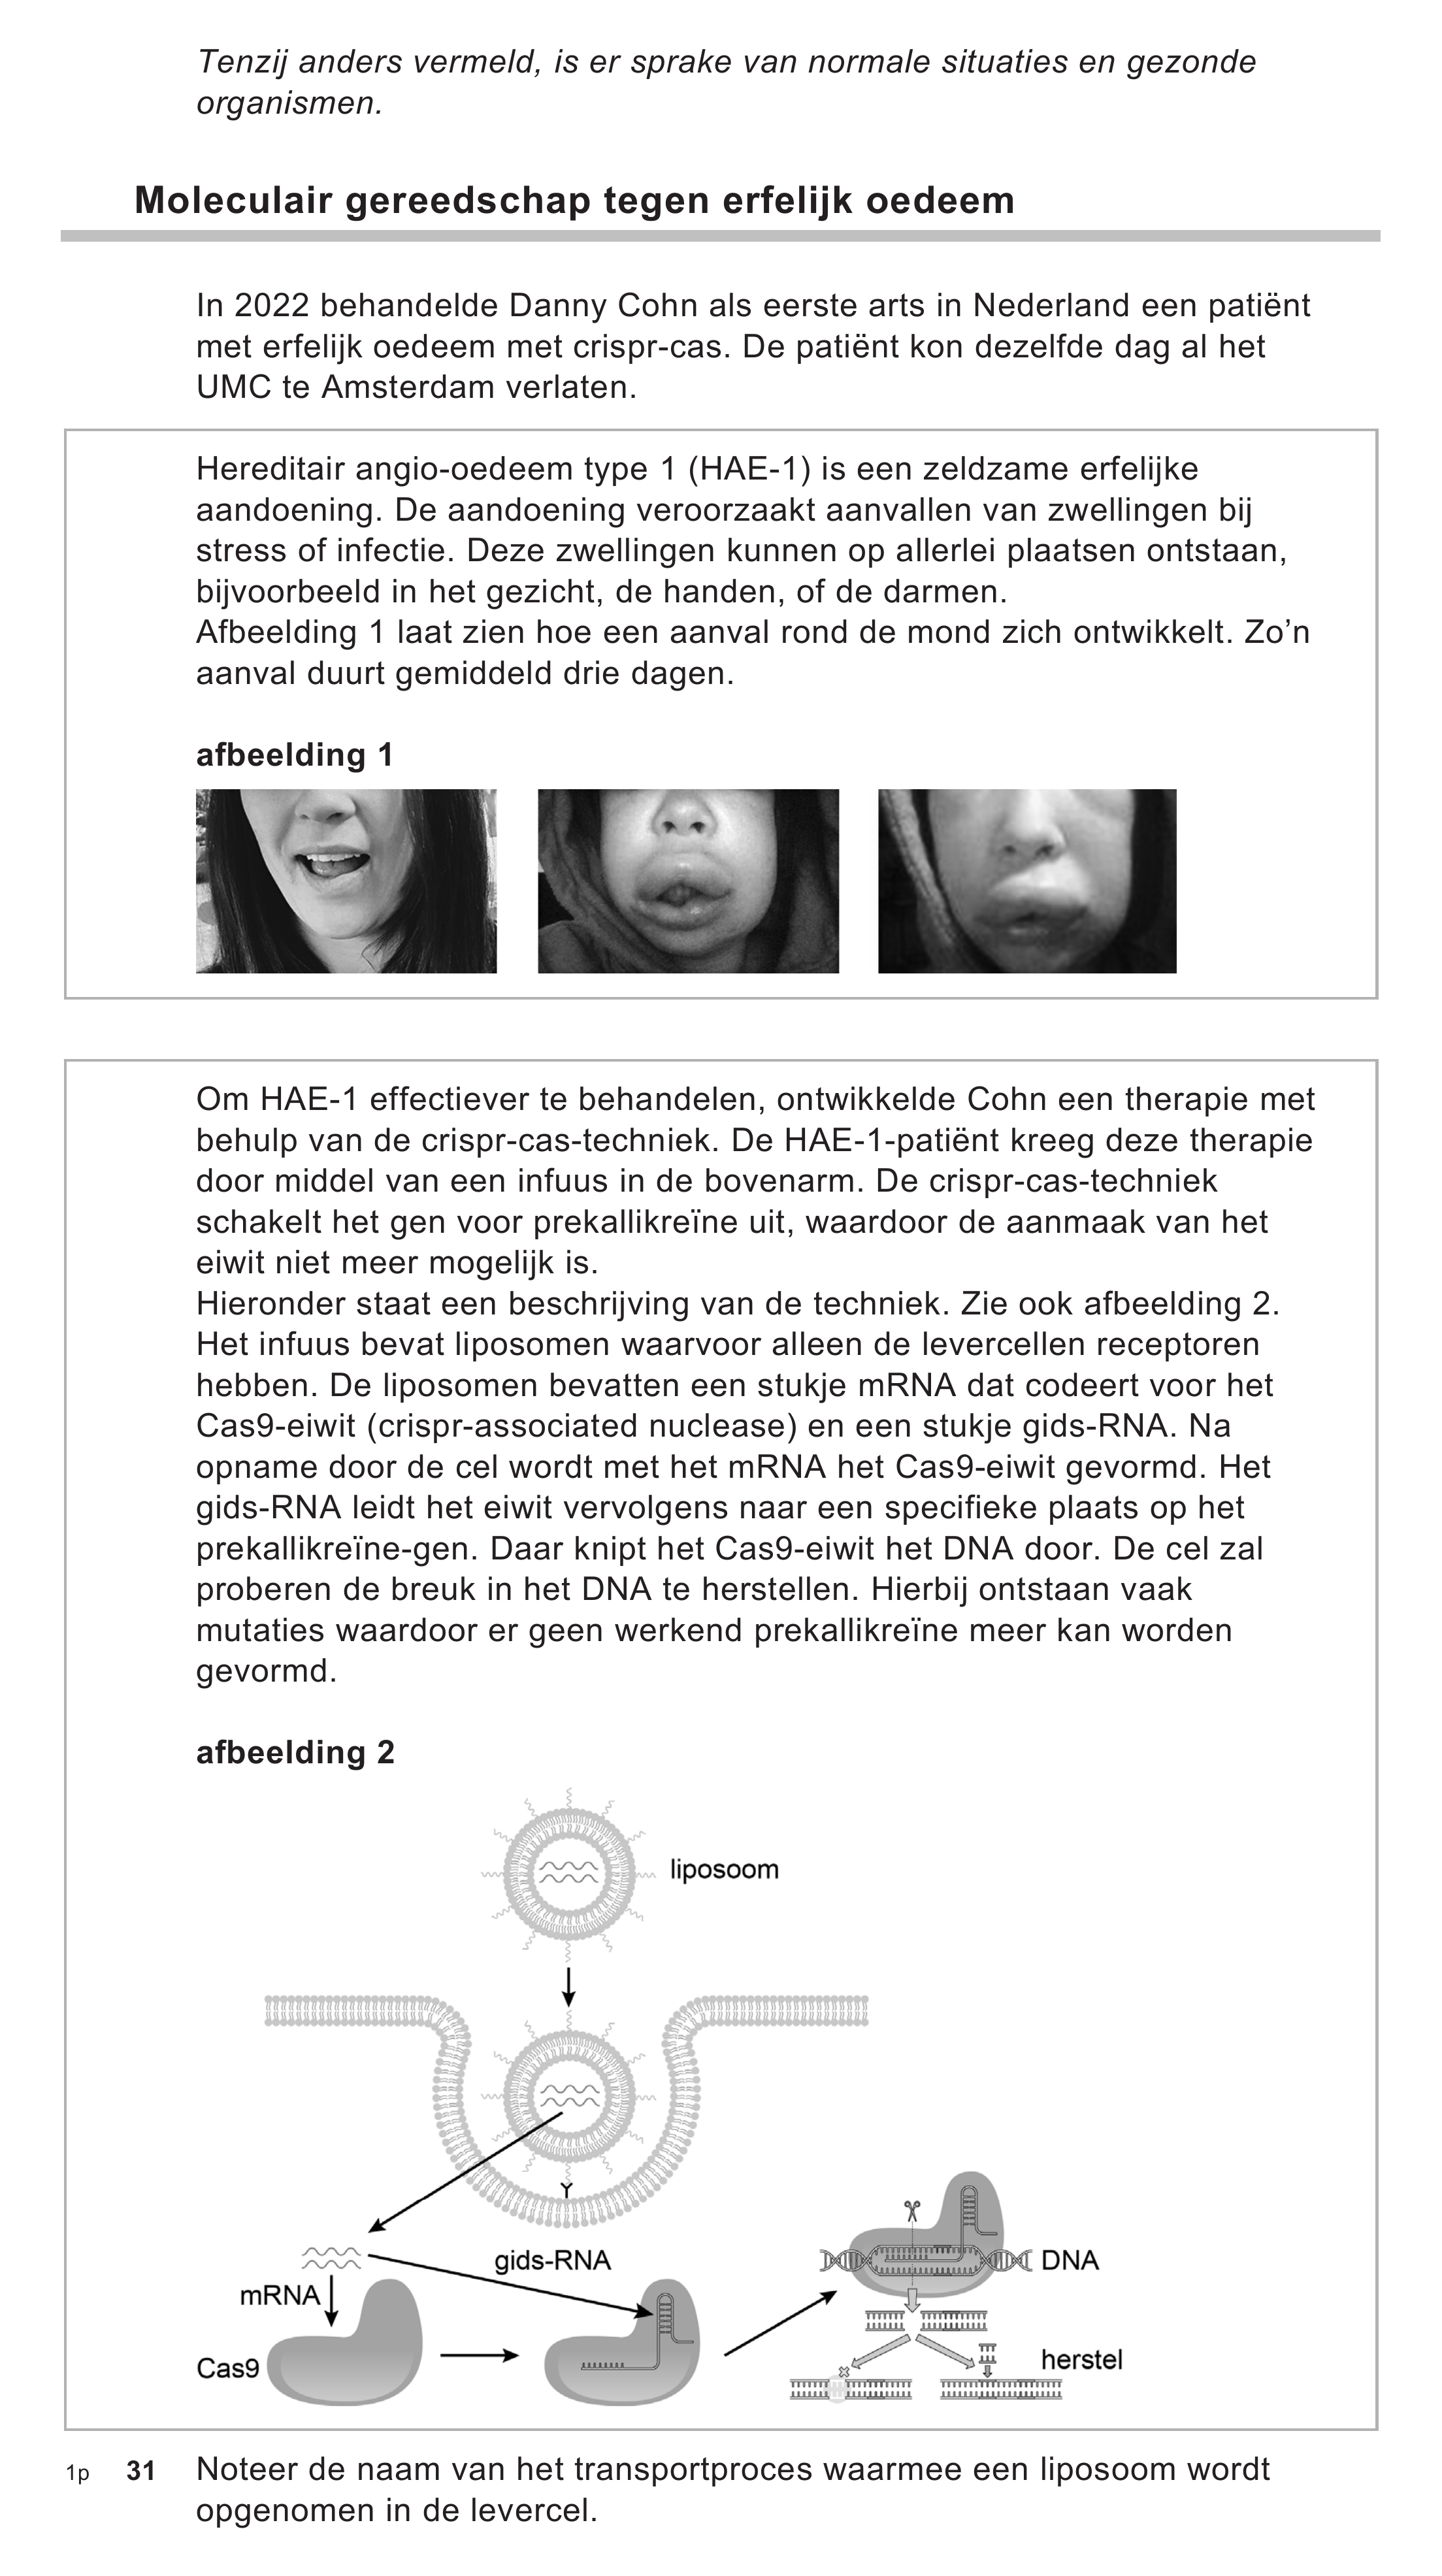 Tenzij anders vermeld, is er sprake van normale situaties en gezonde
organismen.
Moleculair gereedschap tegen erfelijk oedeem
In 2022 behandelde Danny Cohn als eerste arts in Nederland een patiënt
met erfelijk oedeem met crispr-cas. De patiënt kon dezelfde dag al het
UMC te Amsterdam verlaten.
Hereditair angio-oedeem type 1 (HAE-1) is een zeldzame erfelijke
aandoening. De aandoening veroorzaakt aanvallen van zwellingen bij
stress of infectie. Deze zwellingen kunnen op allerlei plaatsen ontstaan,
bijvoorbeeld in het gezicht, de handen, of de darmen.
Afbeelding 1 laat zien hoe een aanval rond de mond zich ontwikkelt. Zo’n
aanval duurt gemiddeld drie dagen.
afbeelding 1
Om HAE-1 effectiever te behandelen, ontwikkelde Cohn een therapie met
behulp van de crispr-cas-techniek. De HAE-1-patiënt kreeg deze therapie
door middel van een infuus in de bovenarm. De crispr-cas-techniek
schakelt het gen voor prekallikreïne uit, waardoor de aanmaak van het
eiwit niet meer mogelijk is.
Hieronder staat een beschrijving van de techniek. Zie ook afbeelding 2.
Het infuus bevat liposomen waarvoor alleen de levercellen receptoren
hebben. De liposomen bevatten een stukje mRNA dat codeert voor het
Cas9-eiwit (crispr-associated nuclease) en een stukje gids-RNA. Na
opname door de cel wordt met het mRNA het Cas9-eiwit gevormd. Het
gids-RNA leidt het eiwit vervolgens naar een specifieke plaats op het
prekallikreïne-gen. Daar knipt het Cas9-eiwit het DNA door. De cel zal
proberen de breuk in het DNA te herstellen. Hierbij ontstaan vaak
mutaties waardoor er geen werkend prekallikreïne meer kan worden
gevormd.
afbeelding 2
liposoom
gids-RNA
DNA
mRNA
Cas9
herstel
1p 31 Noteer de naam van het transportproces waarmee een liposoom wordt
opgenomen in de levercel.